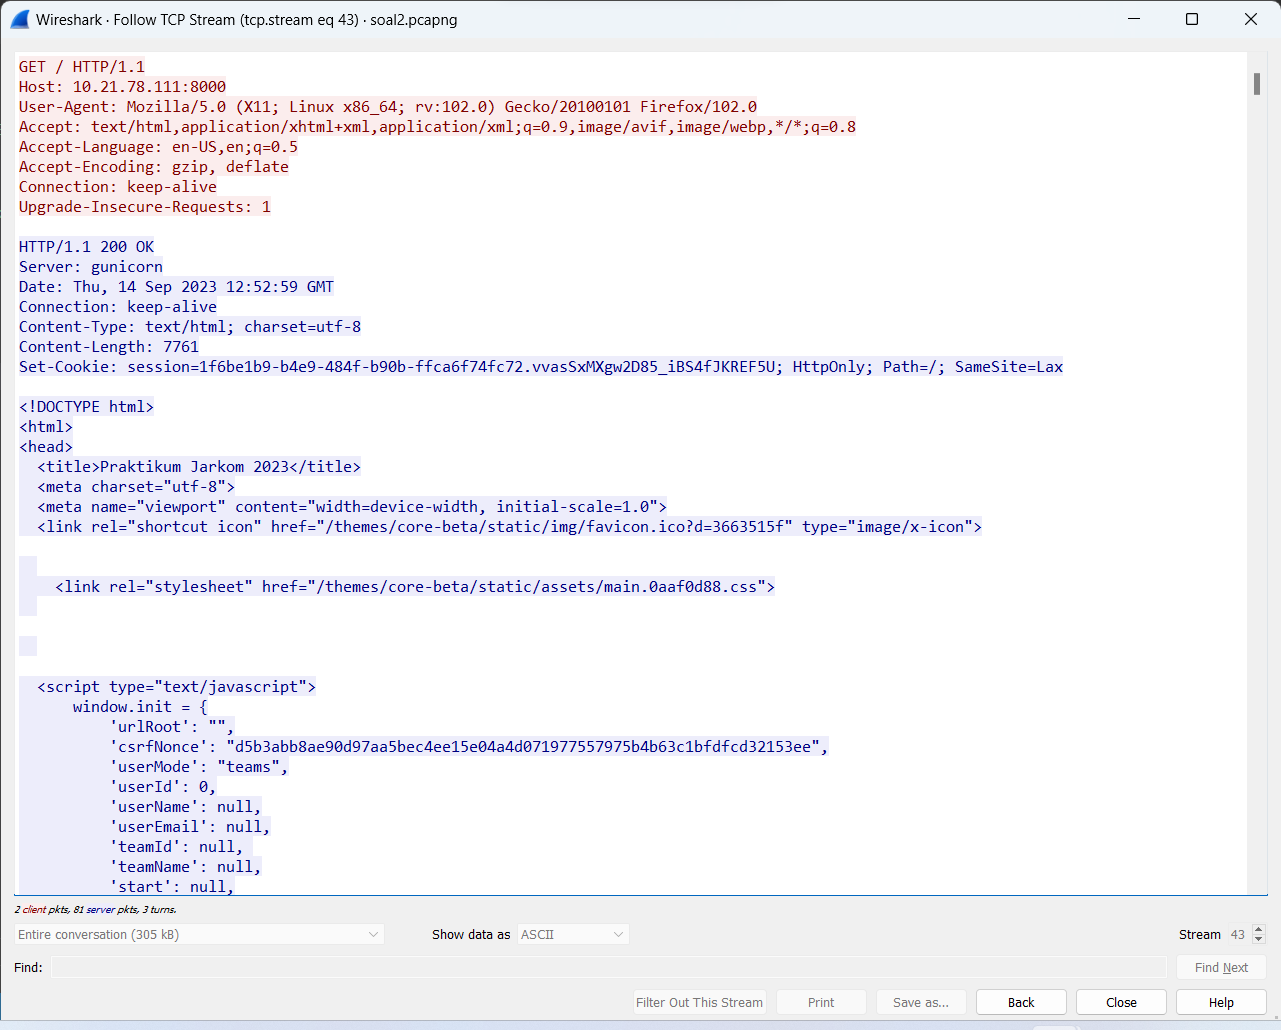 Wireshark · Follow TCP Stream (tcp.stream eq 43) · soal2.pcapng
GET / HTTP/1.1
Host: 10.21.78.111:8000
User-Agent: Mozilla/5.0 (X11; Linux x86_64; rv:102.0) Gecko/20100101 Firefox/102.0
Accept: text/html,application/xhtml+xml,application/xml;q=0.9,image/avif,image/webp,*/*;q=0.8
Accept-Language: en-US,en;q=0.5
Accept-Encoding: gzip, deflate
Connection: keep-alive
Upgrade-Insecure-Requests: 1
HTTP/1.1 200 OK
Server: gunicorn
Date: Thu, 14 Sep 2023 12:52:59 GMT
Connection: keep-alive
Content-Type: text/html; charset=utf-8
Content-Length: 7761
Set-Cookie: session=1f6be1b9-b4e9-484f-b90b-ffca6f74fc72.vvasSxMXgw2D85_iBS4fJKREF5U; HttpOnly; Path=/; SameSite=Lax
<!DOCTYPE html>
<html>
<head>
<title>Praktikum Jarkom 2023</title>
<meta charset="utf-8">
<meta name="viewport" content="width=device-width, initial-scale=1.0">
<link rel="shortcut icon" href="/themes/core-beta/static/img/favicon.ico?d=3663515f" type="image/x-icon">
<link rel="stylesheet" href="/themes/core-beta/static/assets/main.0aaf0d88.css">
<script type="text/javascript">
window.init = {
'urlRoot': "",
'csrfNonce': "d5b3abb8ae90d97aa5bec4ee15e04a4d071977557975b4b63c1bfdfcd32153ee",
'userMode': "teams",
'userId': 0,
'userName': null,
'userEmail': null,
'teamId': null,
'teamName': null,
'start': null,
2 client pkts, 81 server pkts, 3 turns.
Entire conversation (305 kB)
Show data as ASCII
Stream 43
Find:
Find Next
Filter Out This Stream
Print
Save as...
Back
Close
Help